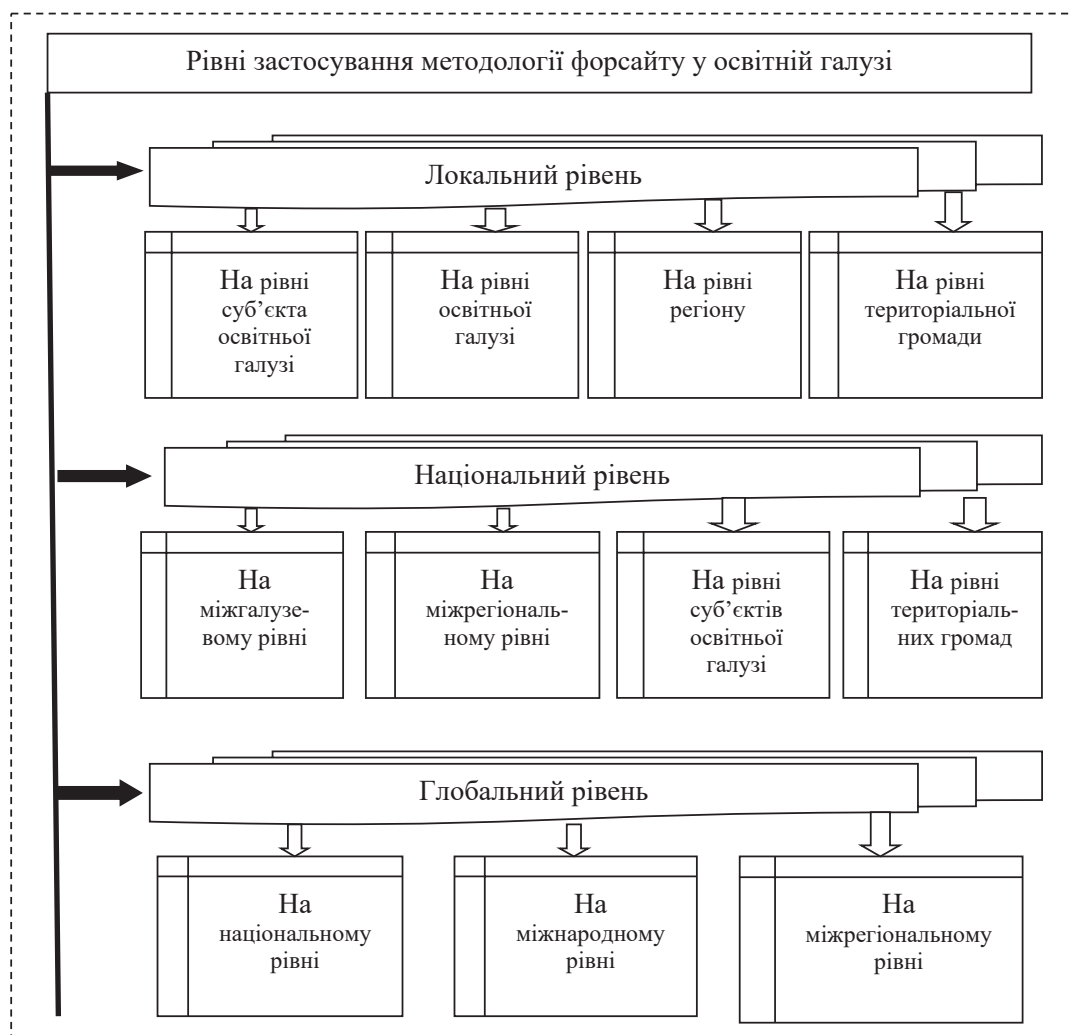 Рівні застосування методології форсайту у освітній галузі
Локальний рівень
На рівні
суб’єкта
освітньої
галузі
На рівні
освітньої
галузі
На рівні
регіону
На рівні
територіальної
громади
Національний рівень
На
міжгалузе-
вому рівні
На
міжрегіональ-
ному рівні
На рівні
суб’єктів
освітньої
галузі
На рівні
територіаль-
них громад
Глобальний рівень
На
національному
рівні
На
міжнародному
рівні
На
міжрегіональному
рівні